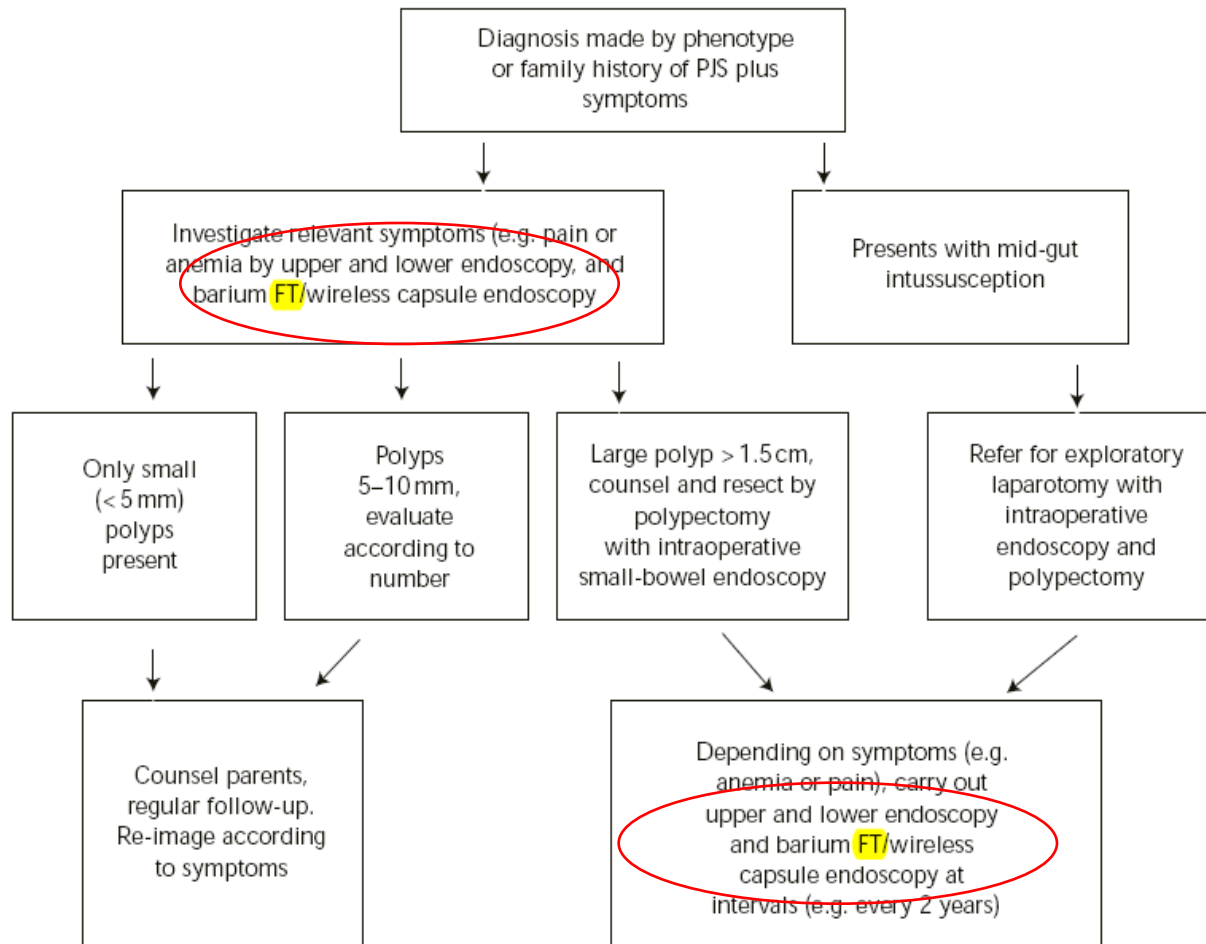 Diagnosis made by phenotype
or family history of PJS plus
symptoms
Investigate relevant symptoms (e.g. pain or
anemia by upper and lower endoscopy, and
barium FT/wireless capsule endoscopy
Presents with mid-gut
intussusception
Only small
(< 5 mm)
polyps
present
Polyps
5–10 mm,
evaluate
according to
number
Large polyp > 1.5 cm,
counsel and resect by
polypectomy
with intraoperative
small-bowel endoscopy
Refer for exploratory
laparotomy with
intraoperative
endoscopy and
polypectomy
Counsel parents,
regular follow-up.
Re-image according
to symptoms
Depending on symptoms (e.g.
anemia or pain), carry out
upper and lower endoscopy
and barium FT/wireless
capsule endoscopy at
intervals (e.g. every 2 years)